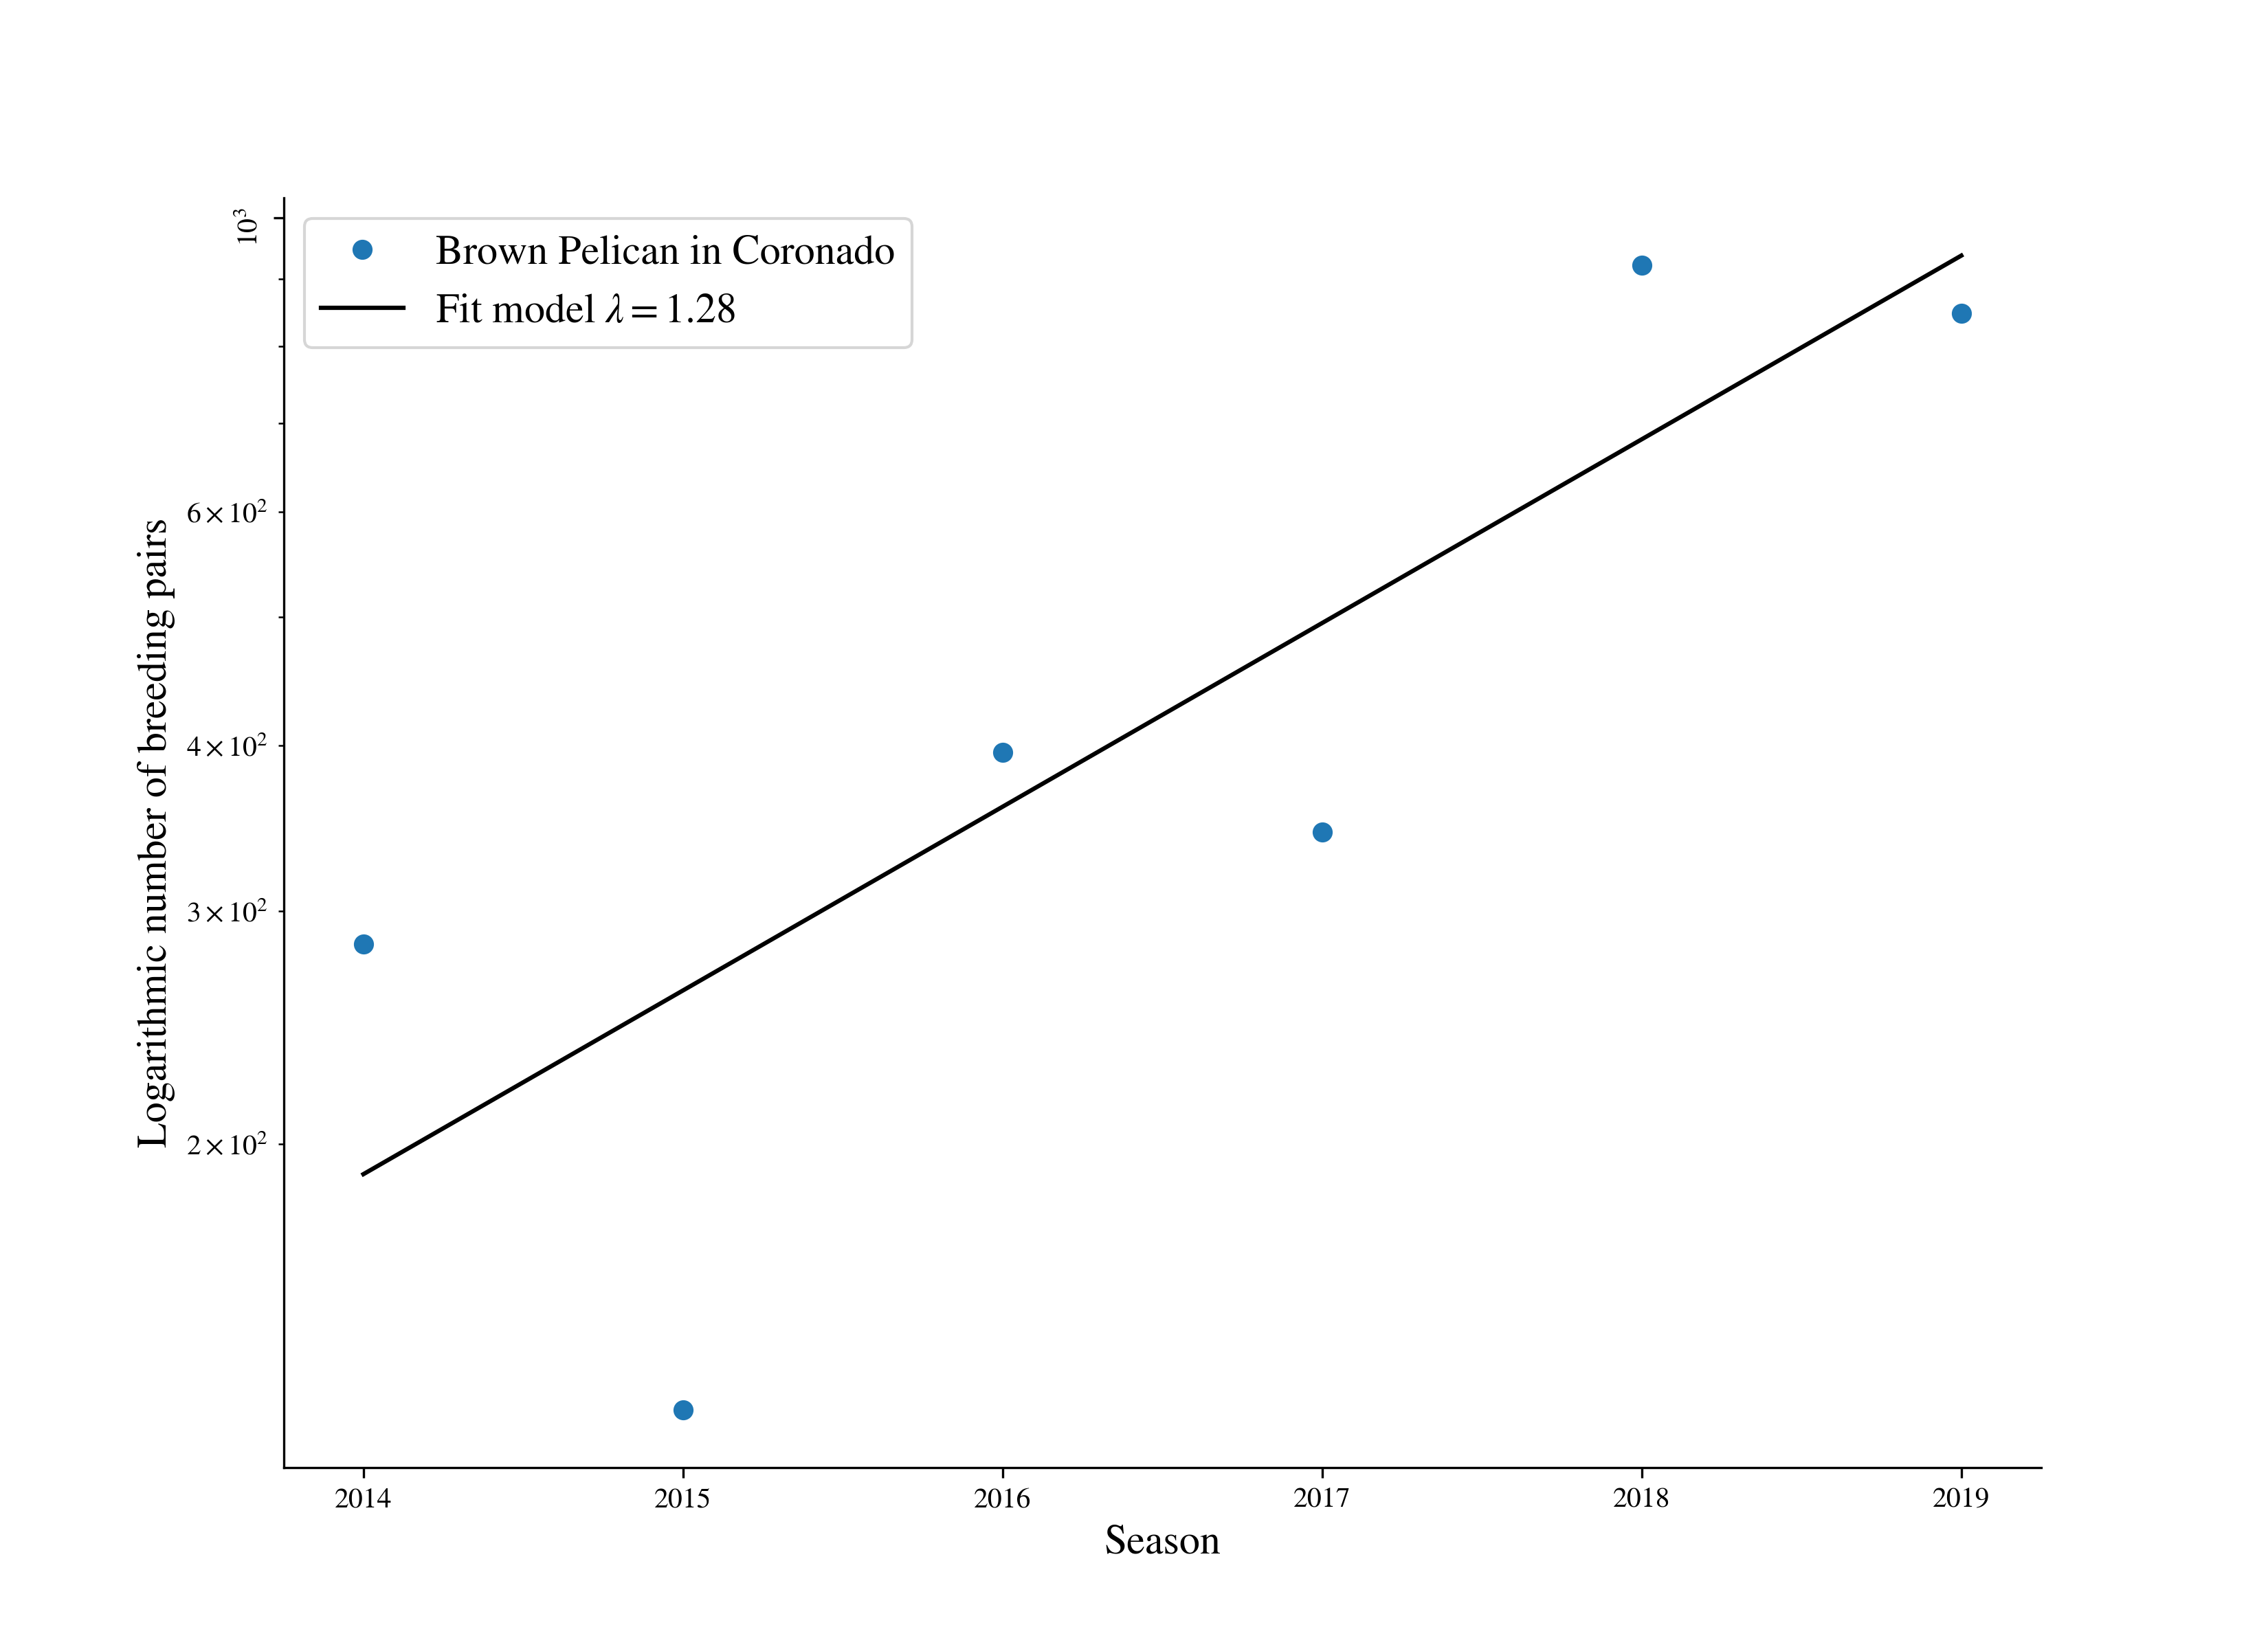 10³
Brown Pelican in Coronado
Fit model λ = 1.28
6 × 10²
4 × 10²
3 × 10²
2 × 10²
Logarithmic number of breeding pairs
2014 2015 2016 2017 2018 2019
Season